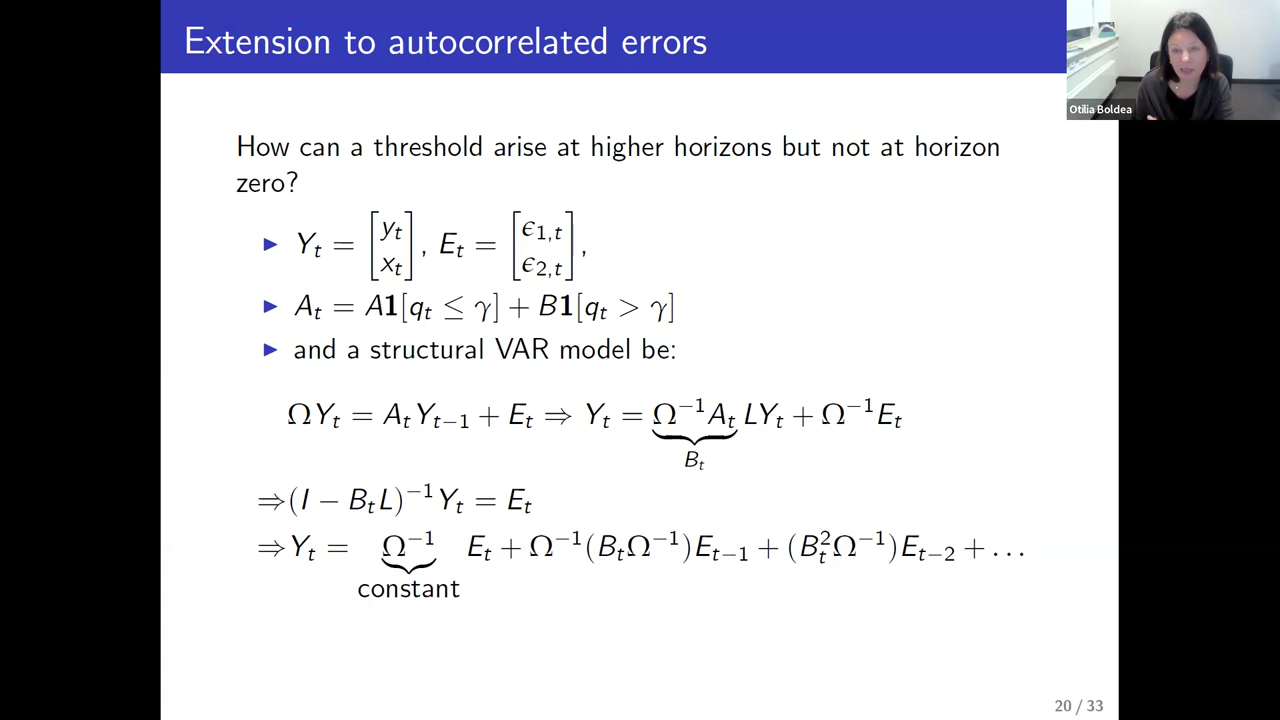 Extension to autocorrelated errors
Otilia Boldea
How can a threshold arise at higher horizons but not at horizon
zero?
▶ Y_t = [y_t; x_t], E_t = [ϵ_{1,t}; ϵ_{2,t}],
▶ A_t = A𝟏[q_t ≤ γ] + B𝟏[q_t > γ]
▶ and a structural VAR model be:
ΩY_t = A_t Y_{t−1} + E_t ⇒ Y_t = Ω^{−1}A_t LY_t + Ω^{−1}E_t
B_t
⇒(I − B_t L)^{−1} Y_t = E_t
⇒Y_t = Ω^{−1} E_t + Ω^{−1}(B_t Ω^{−1})E_{t−1} + (B_t^2 Ω^{−1})E_{t−2} + ...
constant
20 / 33